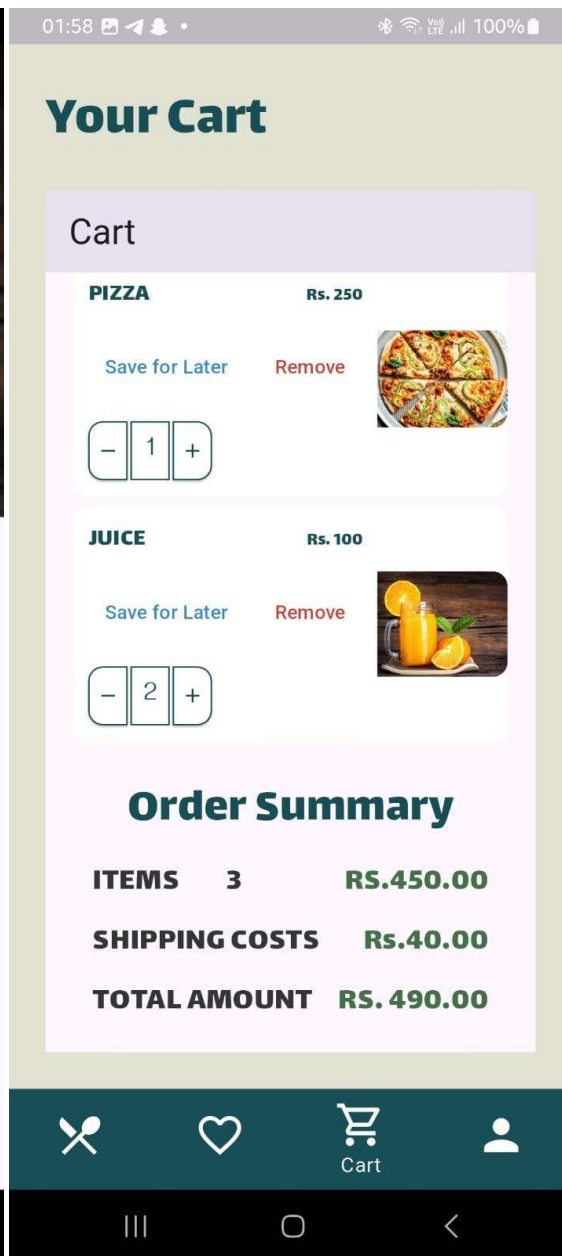 01:58 Vo)) LTE 100%
Your Cart
Cart
PIZZA Rs. 250
Save for Later Remove
− 1 +
JUICE Rs. 100
Save for Later Remove
− 2 +
Order Summary
ITEMS 3 RS.450.00
SHIPPING COSTS Rs.40.00
TOTAL AMOUNT RS. 490.00
Cart